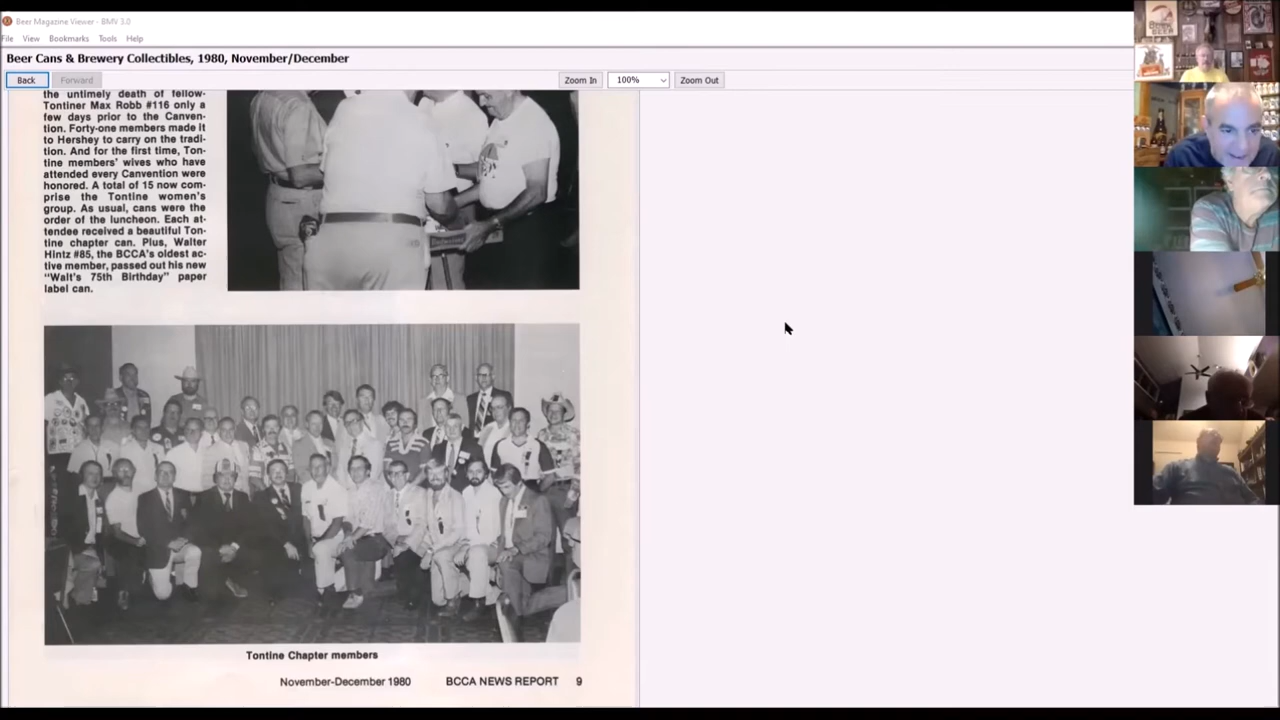 Beer Magazine Viewer - BMV 3.0
File View Bookmarks Tools Help
Beer Cans & Brewery Collectibles, 1980, November/December
Back Forward Zoom In 100% Zoom Out
the untimely death of fellow-
Tontiner Max Robb #116 only a
few days prior to the Canven-
tion. Forty-one members made it
to Hershey to carry on the tradi-
tion. And for the first time, Ton-
tine members' wives who have
attended every Canvention were
honored. A total of 15 now com-
prise the Tontine women's
group. As usual, cans were the
order of the luncheon. Each at-
tendee received a beautiful Ton-
tine chapter can. Plus, Walter
Hintz #85, the BCCA's oldest ac-
tive member, passed out his new
"Walt's 75th Birthday" paper
label can.
Tontine Chapter members
November-December 1980 BCCA NEWS REPORT 9